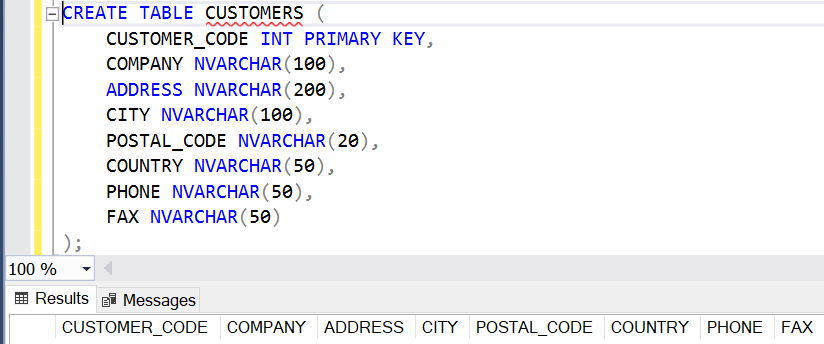 CREATE TABLE CUSTOMERS (
CUSTOMER_CODE INT PRIMARY KEY,
COMPANY NVARCHAR(100),
ADDRESS NVARCHAR(200),
CITY NVARCHAR(100),
POSTAL_CODE NVARCHAR(20),
COUNTRY NVARCHAR(50),
PHONE NVARCHAR(50),
FAX NVARCHAR(50)
);
100 %
Results Messages
CUSTOMER_CODE COMPANY ADDRESS CITY POSTAL_CODE COUNTRY PHONE FAX